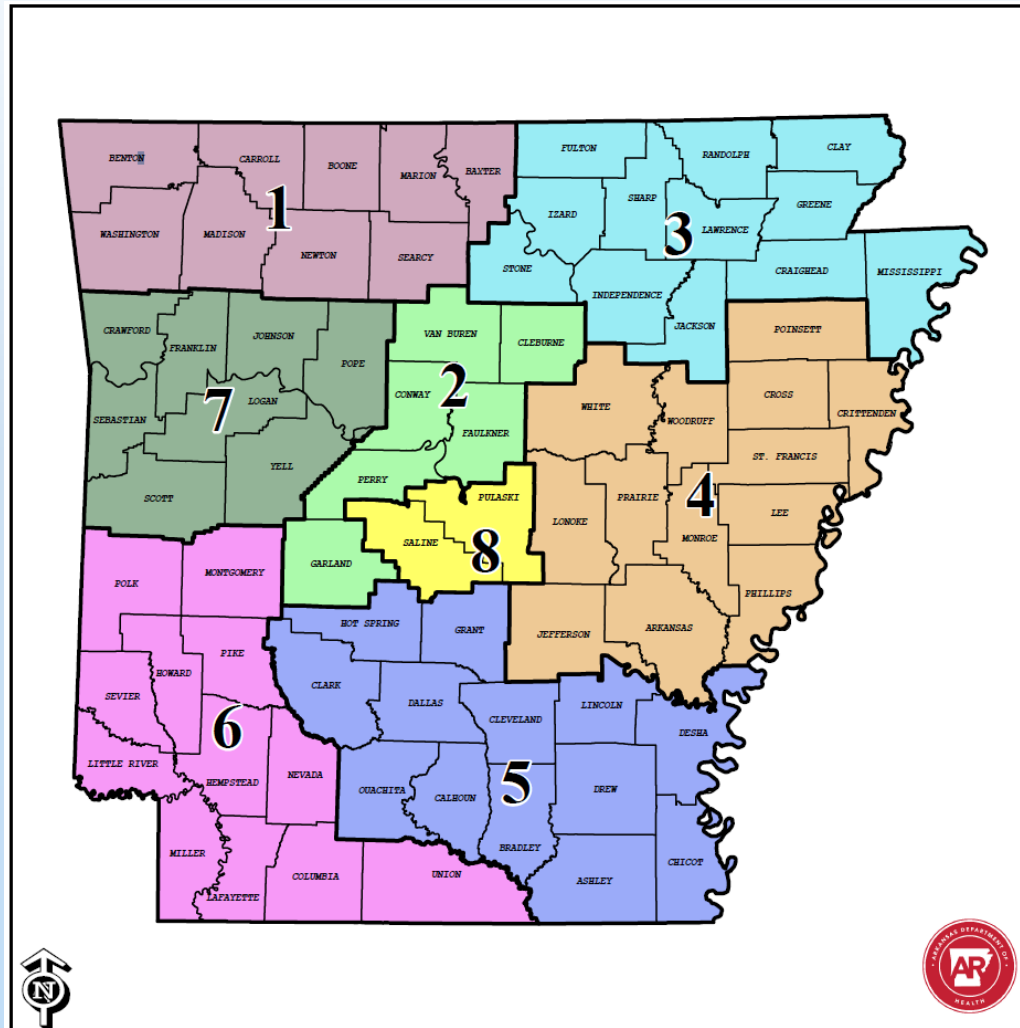 BENTON
CARROLL
BOONE
MARION
BAXTER
WASHINGTON
MADISON
NEWTON
SEARCY
1
FULTON
RANDOLPH
CLAY
IZARD
SHARP
LAWRENCE
GREENE
STONE
INDEPENDENCE
JACKSON
CRAIGHEAD
MISSISSIPPI
3
CRAWFORD
FRANKLIN
JOHNSON
POPE
SEBASTIAN
LOGAN
YELL
SCOTT
7
VAN BUREN
CLEBURNE
CONWAY
FAULKNER
PERRY
GARLAND
2
PULASKI
SALINE
8
POINSETT
CROSS
CRITTENDEN
WHITE
WOODRUFF
ST. FRANCIS
LONOKE
PRAIRIE
MONROE
LEE
PHILLIPS
JEFFERSON
ARKANSAS
4
POLK
MONTGOMERY
PIKE
HOWARD
SEVIER
LITTLE RIVER
HEMPSTEAD
NEVADA
MILLER
LAFAYETTE
COLUMBIA
UNION
6
HOT SPRING
GRANT
CLARK
DALLAS
CLEVELAND
LINCOLN
DESHA
OUACHITA
CALHOUN
BRADLEY
DREW
ASHLEY
CHICOT
5
N
ARKANSAS DEPARTMENT OF
AR
HEALTH